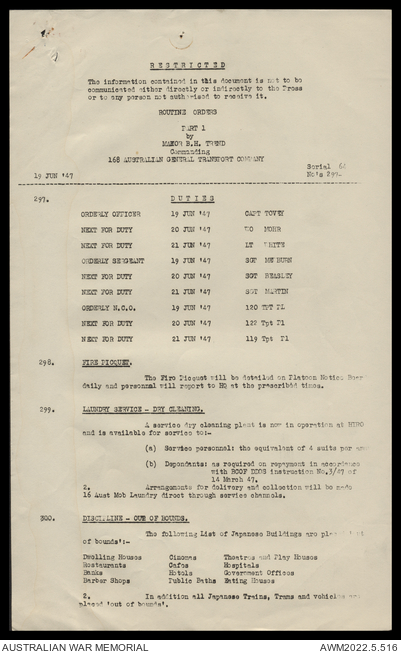 RESTRICTED
The information contained in this document is not to be
communicated either directly or indirectly to the Press
or to any person not authorised to receive it.
ROUTINE ORDERS
PART 1
by
MAJOR B.H. TREND
Commanding
168 AUSTRALIAN GENERAL TRANSPORT COMPANY
Serial 64
19 JUN '47 No's 297-
297. DUTIES
ORDERLY OFFICER 19 JUN '47 CAPT TOVEY
NEXT FOR DUTY 20 JUN '47 WO MOHR
NEXT FOR DUTY 21 JUN '47 LT WHITE
ORDERLY SERGEANT 19 JUN '47 SGT
NEXT FOR DUTY 20 JUN '47 SGT BEASLEY
NEXT FOR DUTY 21 JUN '47 SGT MARTIN
ORDERLY N.C.O. 19 JUN '47 120 TPT PL
NEXT FOR DUTY 20 JUN '47 122 Tpt Pl
NEXT FOR DUTY 21 JUN '47 119 Tpt Pl
298. FIRE PICQUET.
The Fire Picquet will be detailed on Platoon Notice
daily and personnel will report to HQ at the prescribed times.
299. LAUNDRY SERVICE - DRY CLEANING.
A service dry cleaning plant is now in operation at HIRO
and is available for service to:-
(a) Service personnel: the equivalent of 4 suits per
(b) Dependants: as required on repayment in accordance
with BCOF DDOS instruction No.3/47 of
14 March 47.
2. Arrangements for delivery and collection will be made
16 Aust Mob Laundry direct through service channels.
300. DISCIPLINE - OUT OF BOUNDS.
The following List of Japanese Buildings are
of bounds':-
Dwelling Houses Cinemas Theatres and Play Houses
Restaurants Cafes Hospitals
Banks Hotels Government Offices
Barber Shops Public Baths Eating Houses
2. In addition all Japanese Trains, Trams and vehicles are
placed 'out of bounds'.
AUSTRALIAN WAR MEMORIAL AWM2022.5.516